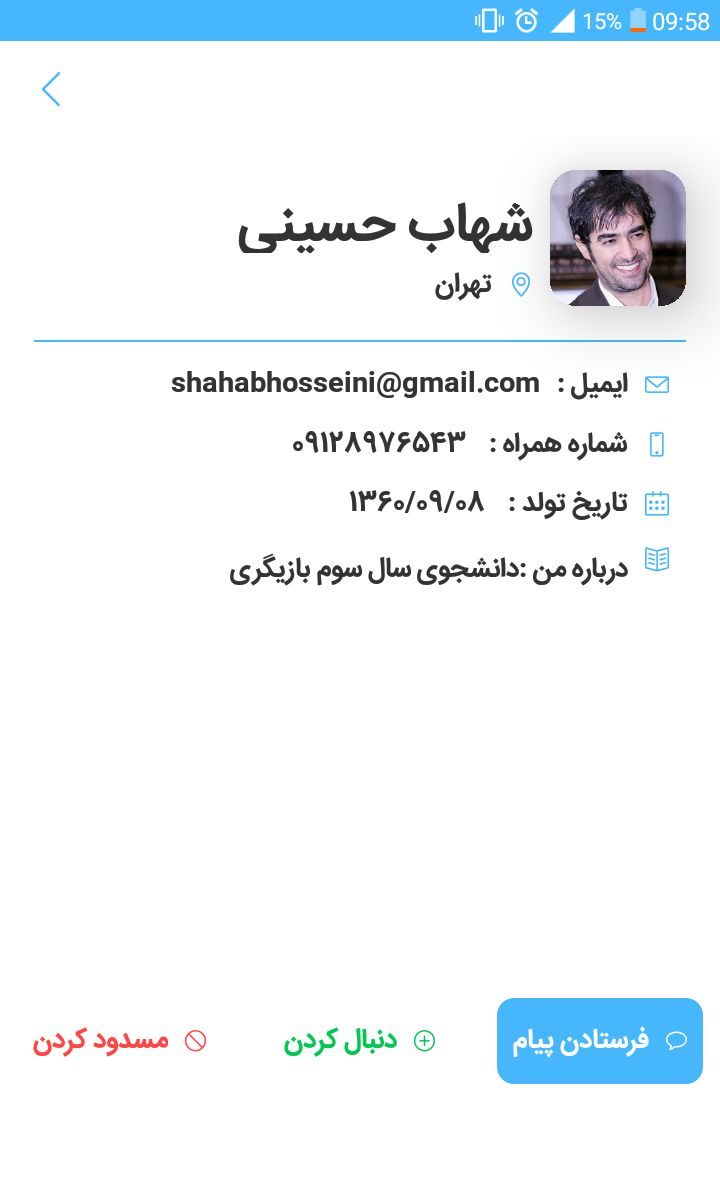 15% 09:58
شهاب حسینی
تهران
ایمیل : shahabhosseini@gmail.com
شماره همراه : ۰۹۱۲۸۹۷۶۵۴۳
تاریخ تولد : ۱۳۶۰/۰۹/۰۸
درباره من :دانشجوی سال سوم بازیگری
فرستادن پیام
دنبال کردن
مسدود کردن